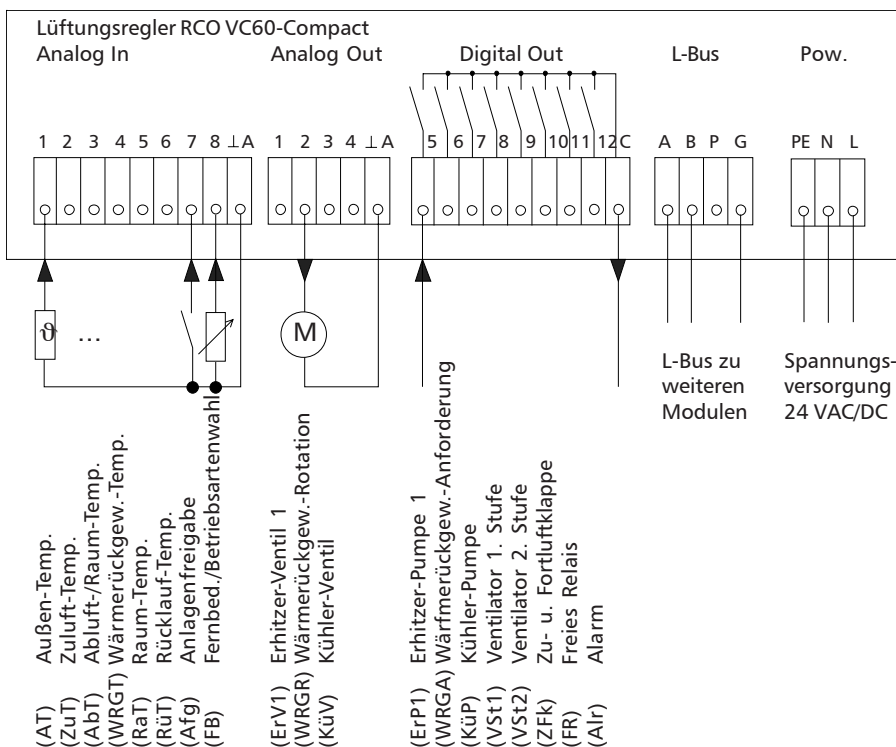 Lüftungsregler RCO VC60-Compact
Analog In
Analog Out
Digital Out
L-Bus
Pow.
1 2 3 4 5 6 7 8 ⊥A
1 2 3 4 ⊥A
5 6 7 8 9 10 11 12 C
A B P G
PE N L
ϑ ...
M
L-Bus zu
weiteren
Modulen
Spannungs-
versorgung
24 VAC/DC
(AT) Außen-Temp.
(ZuT) Zuluft-Temp.
(AbT) Abluft-/Raum-Temp.
(WRGT) Wärmerückgew.-Temp.
(RaT) Raum-Temp.
(RüT) Rücklauf-Temp.
(Afg) Anlagenfreigabe
(FB) Fernbed./Betriebsartenwahl
(ErV1) Erhitzer-Ventil 1
(WRGR) Wärmerückgew.-Rotation
(KüV) Kühler-Ventil
(ErP1) Erhitzer-Pumpe 1
(WRGA) Wärfmerückgew.-Anforderung
(KüP) Kühler-Pumpe
(VSt1) Ventilator 1. Stufe
(VSt2) Ventilator 2. Stufe
(ZFk) Zu- u. Fortluftklappe
(FR) Freies Relais
(Alr) Alarm